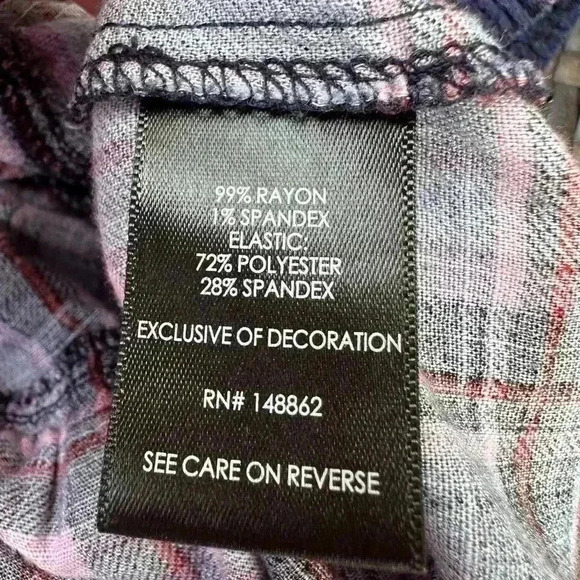 99% RAYON
1% SPANDEX
ELASTIC:
72% POLYESTER
28% SPANDEX
EXCLUSIVE OF DECORATION
RN# 148862
SEE CARE ON REVERSE